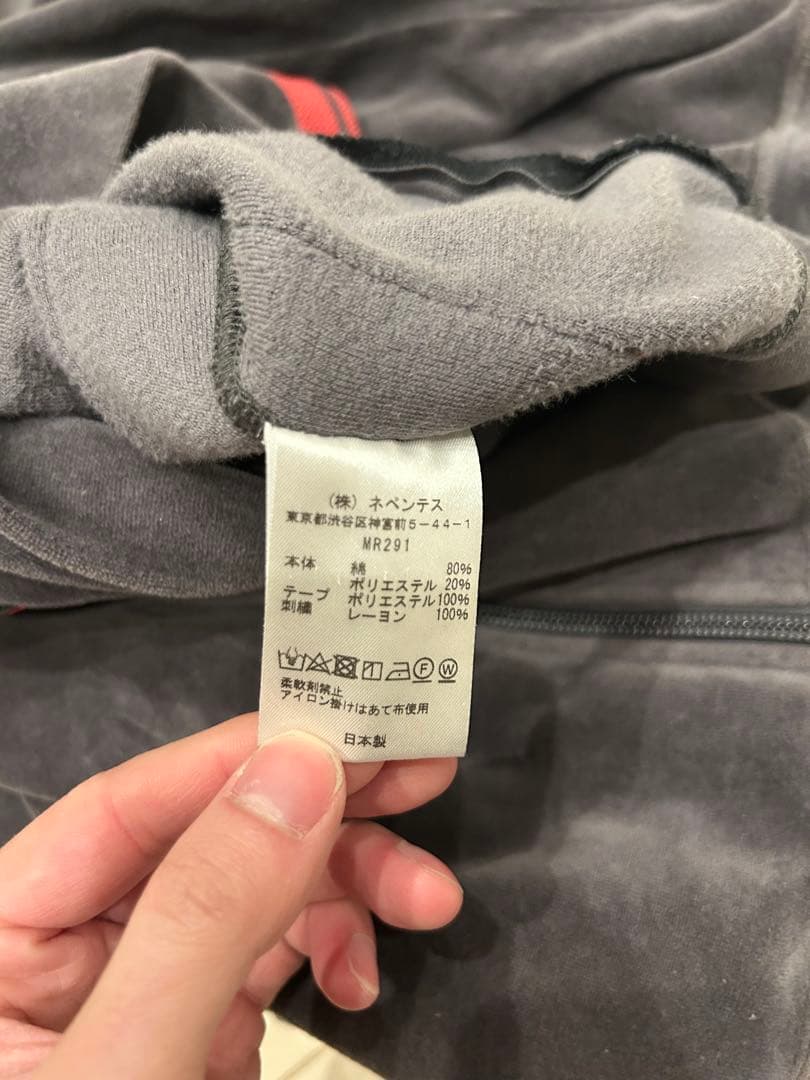 (株) ネペンテス
東京都渋谷区神宮前5-44-1
MR291
本体 綿 80%
ポリエステル 20%
テープ ポリエステル 100%
刺繍 レーヨン 100%
F W
柔軟剤禁止
アイロン掛けはあて布使用
日本製